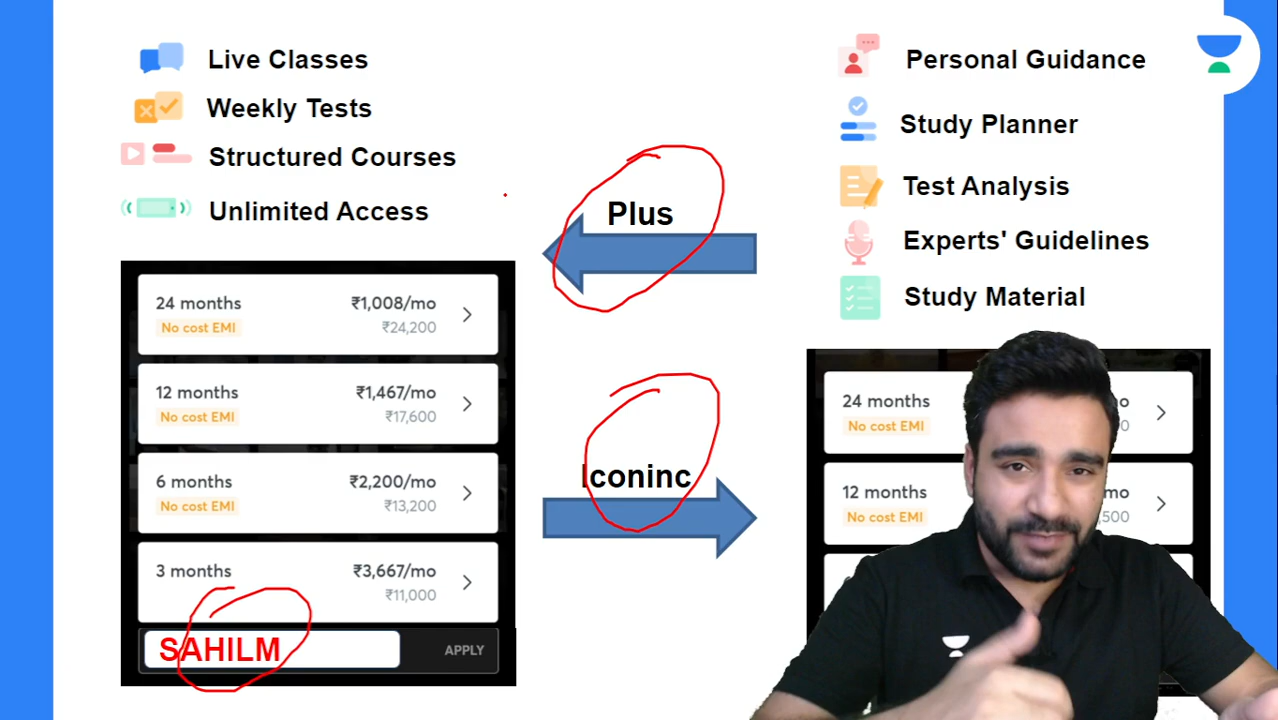 Live Classes
Weekly Tests
Structured Courses
Unlimited Access
Personal Guidance
Study Planner
Test Analysis
Experts' Guidelines
Study Material
Plus
Iconinc
24 months ₹1,008/mo
No cost EMI ₹24,200
12 months ₹1,467/mo
No cost EMI ₹17,600
6 months ₹2,200/mo
No cost EMI ₹13,200
3 months ₹3,667/mo
₹11,000
SAHILM APPLY
24 months
No cost EMI
12 months
No cost EMI